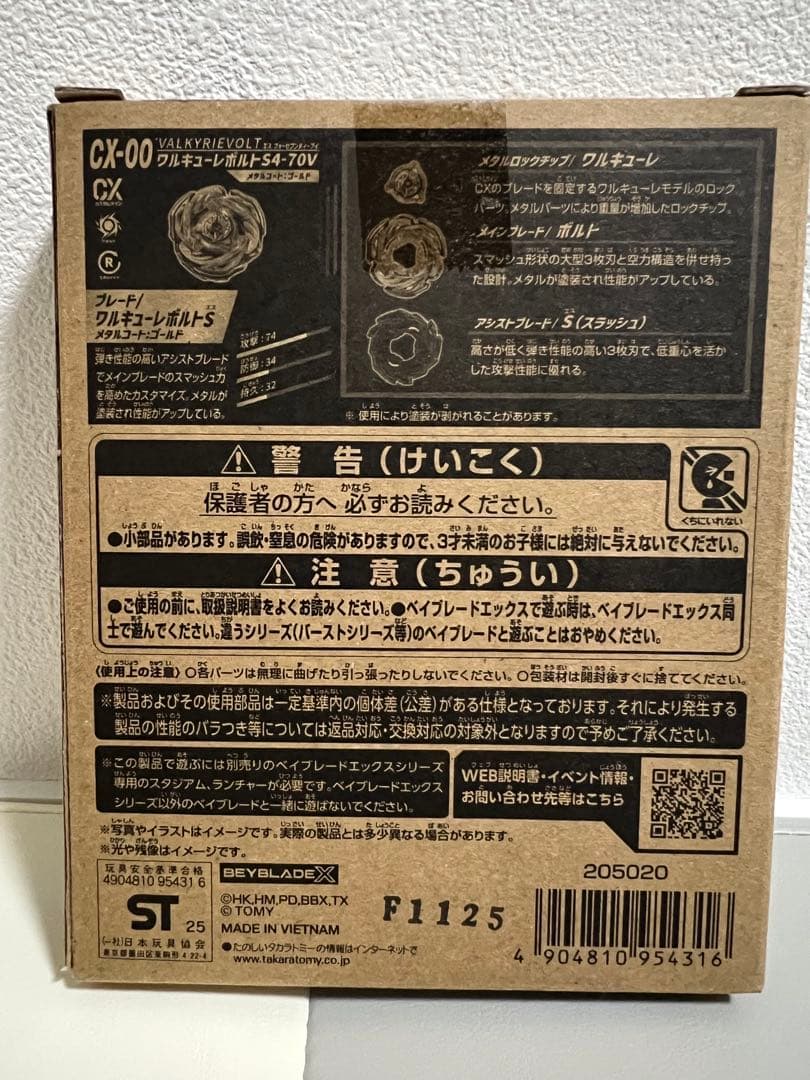 CX-00
VALKYRIEVOLT
ワルキューレボルトS4-70V
メタルコート:ゴールド
CX
R
ブレード/
ワルキューレボルトS
メタルコート:ゴールド
弾き性能の高いアシストブレード
でメインブレードのスマッシュ力
を高めたカスタマイズ。メタルが
塗装され性能がアップしている。
攻撃:74
防御:34
持久:32
メタルロックチップ/ ワルキューレ
CXのブレードを固定するワルキューレモデルのロック
パーツ。メタルパーツにより重量が増加したロックチップ。
メインブレード/ ボルト
スマッシュ形状の大型3枚刃と空力構造を併せ持っ
た設計。メタルが塗装され性能がアップしている。
アシストブレード/ S(スラッシュ)
高さが低く弾き性能の高い3枚刃で、低重心を活か
した攻撃性能に優れる。
※ 使用により塗装が剥がれることがあります。
警 告(けいこく)
保護者の方へ 必ずお読みください。
●小部品があります。誤飲・窒息の危険がありますので、3才未満のお子様には絶対に与えないでください。
くちにいれない
注 意(ちゅうい)
●ご使用の前に、取扱説明書をよくお読みください。●ベイブレードエックスで遊ぶ時は、ベイブレードエックス同
士で遊んでください。違うシリーズ(バーストシリーズ等)のベイブレードと遊ぶことはおやめください。
〈使用上の注意〉 ○各パーツは無理に曲げたり引っ張ったりしないでください。 ○包装材は開封後すぐに捨ててください。
※製品およびその使用部品は一定基準内の個体差(公差)がある仕様となっております。それにより発生する
製品の性能のバラつき等については返品対応・交換対応の対象外となりますので予めご了承ください。
※この製品で遊ぶには別売りのベイブレードエックスシリーズ
専用のスタジアム、ランチャーが必要です。ベイブレードエックス
シリーズ以外のベイブレードと一緒に遊ばないでください。
WEB説明書・イベント情報・
お問い合わせ先等はこちら
※写真やイラストはイメージです。実際の製品とは多少異なる場合があります。
※光や残像はイメージです。
玩具安全基準合格
4904810 95431 6
ST 25
(一社)日本玩具協会
東京都墨田区東駒形 4-22-4
BEYBLADE X
©HK,HM,PD,BBX,TX
© TOMY
MADE IN VIETNAM
●たのしいタカラトミーの情報はインターネットで
www.takaratomy.co.jp
F1125
205020
4 904810 954316